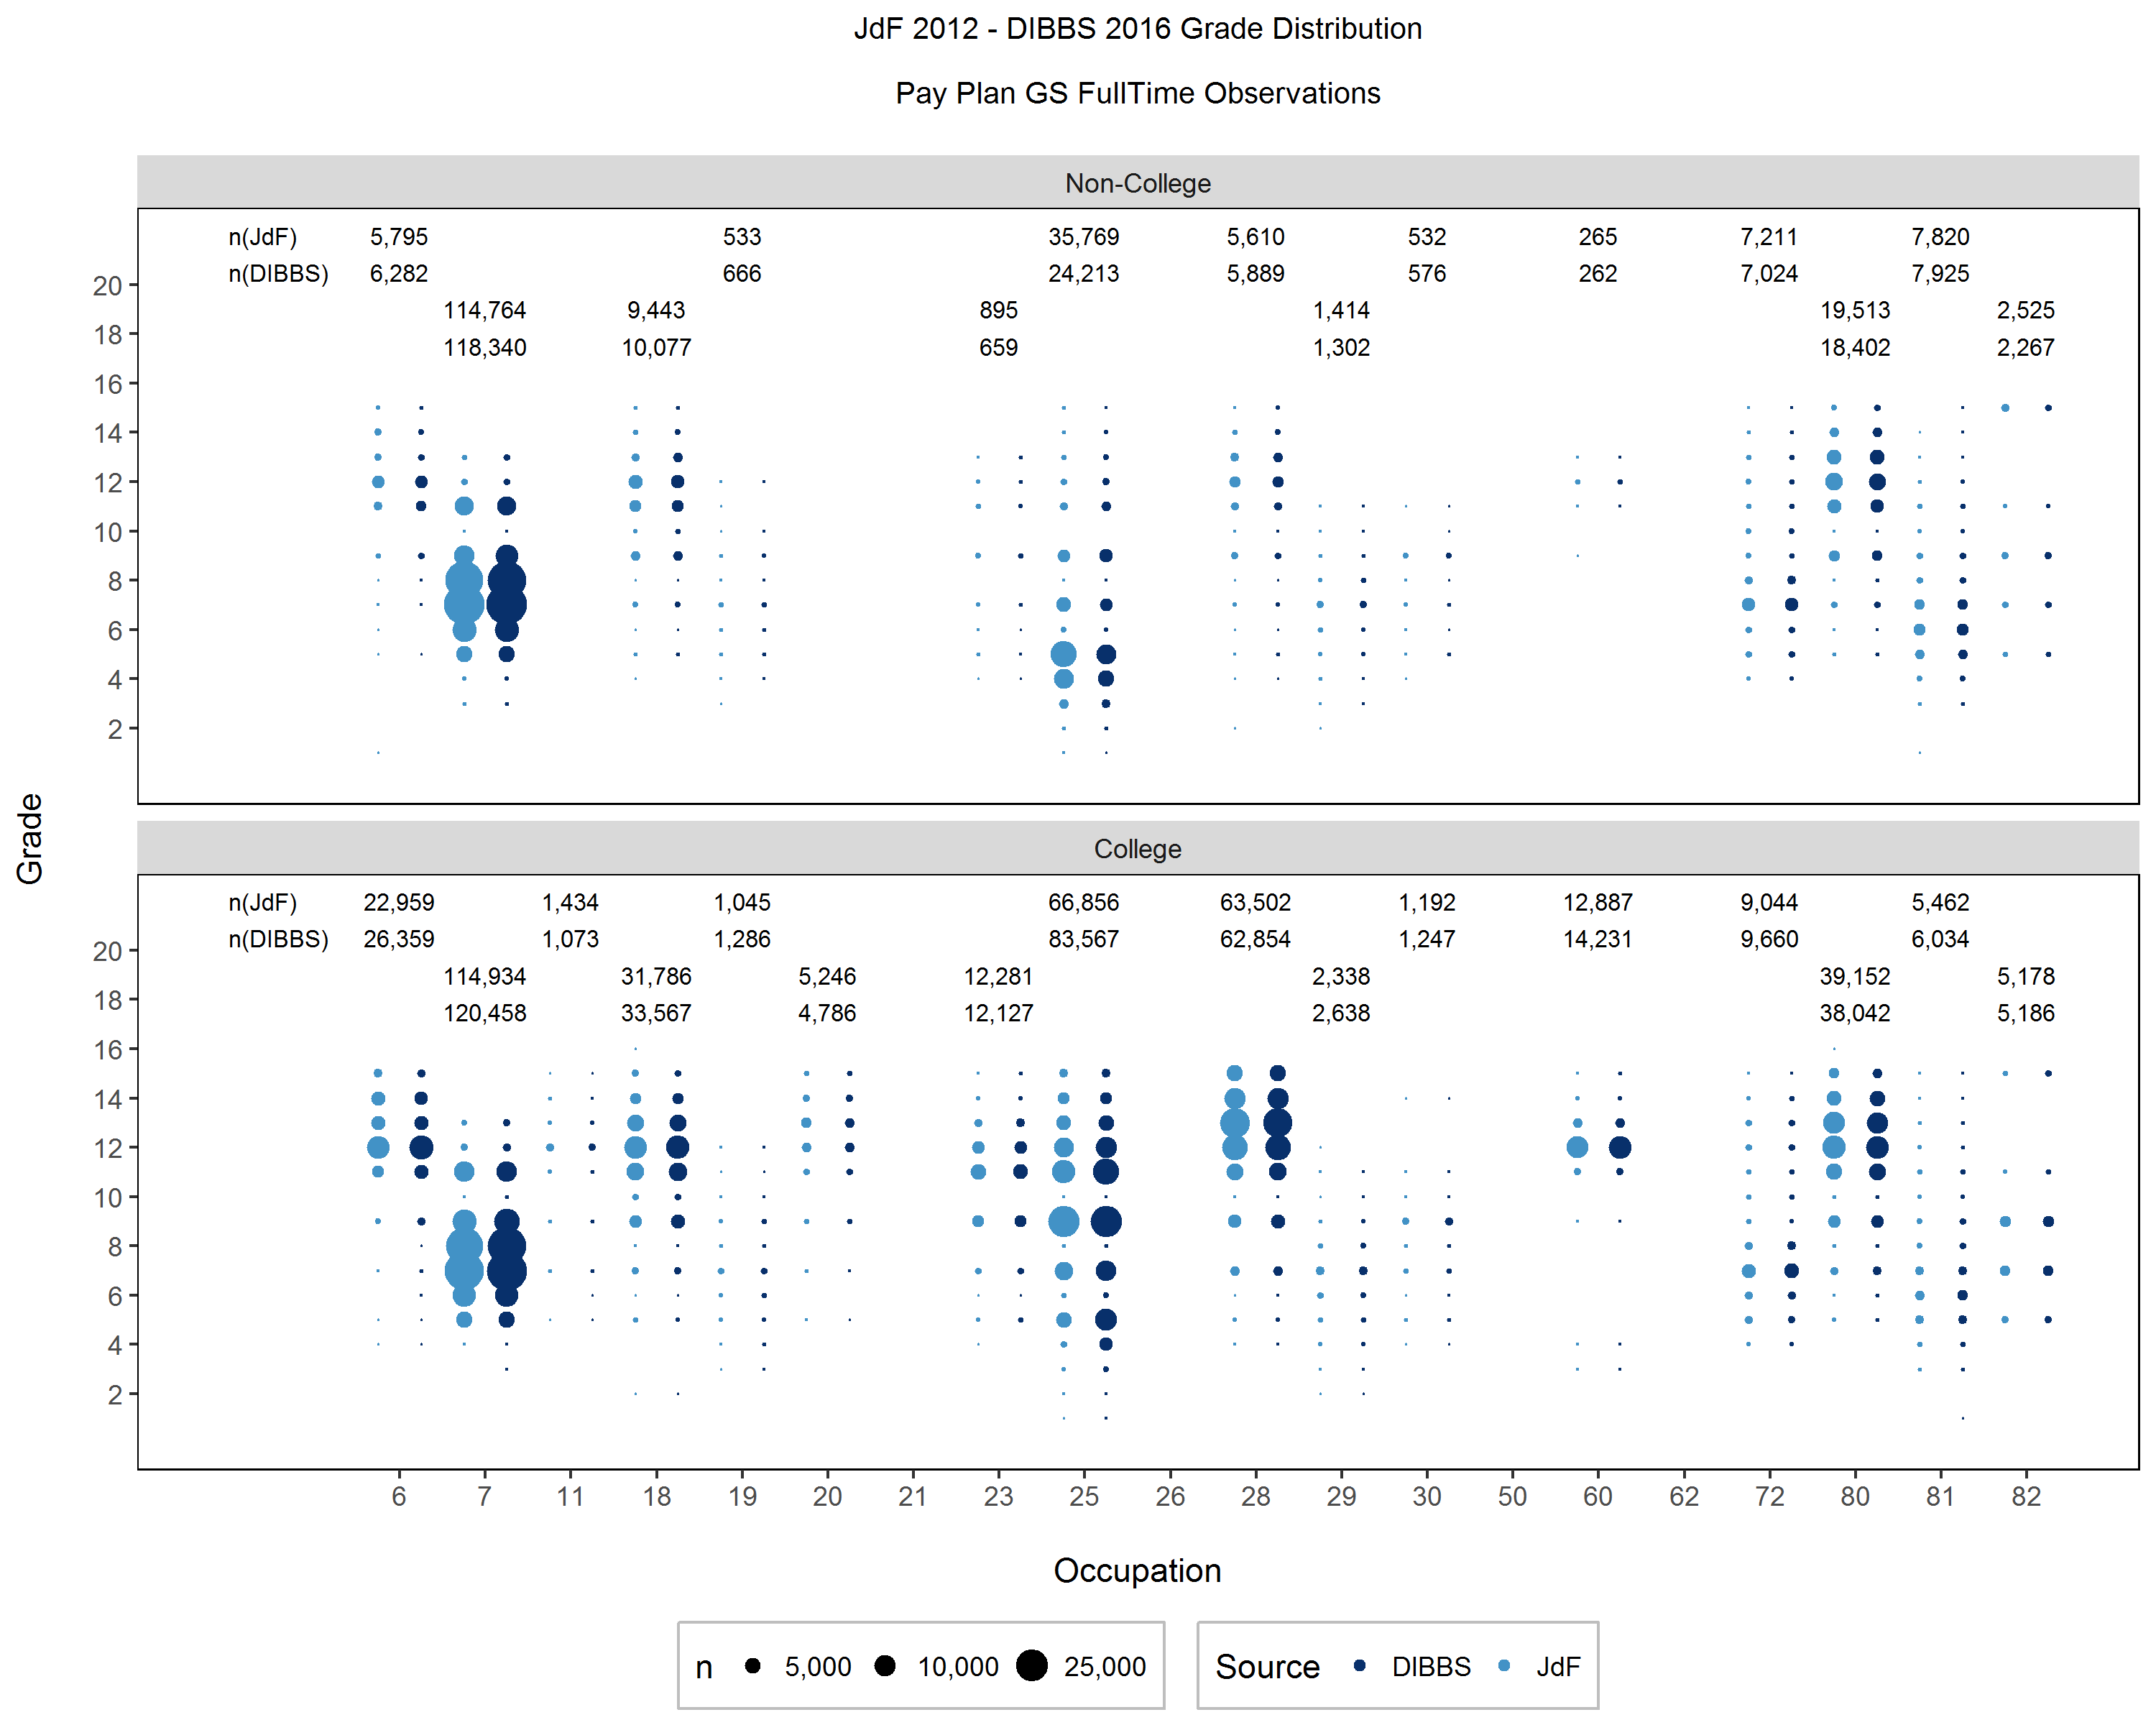 JdF 2012 - DIBBS 2016 Grade Distribution
Pay Plan GS FullTime Observations
Non-College
n(JdF) 5,795 533 35,769 5,610 532 265 7,211 7,820
n(DIBBS) 6,282 666 24,213 5,889 576 262 7,024 7,925
20
114,764 9,443 895 1,414 19,513 2,525
18
118,340 10,077 659 1,302 18,402 2,267
16
14
12
10
8
6
4
2
Grade
College
n(JdF) 22,959 1,434 1,045 66,856 63,502 1,192 12,887 9,044 5,462
n(DIBBS) 26,359 1,073 1,286 83,567 62,854 1,247 14,231 9,660 6,034
20
114,934 31,786 5,246 12,281 2,338 39,152 5,178
18
120,458 33,567 4,786 12,127 2,638 38,042 5,186
16
14
12
10
8
6
4
2
6 7 11 18 19 20 21 23 25 26 28 29 30 50 60 62 72 80 81 82
Occupation
n 5,000 10,000 25,000 Source DIBBS JdF